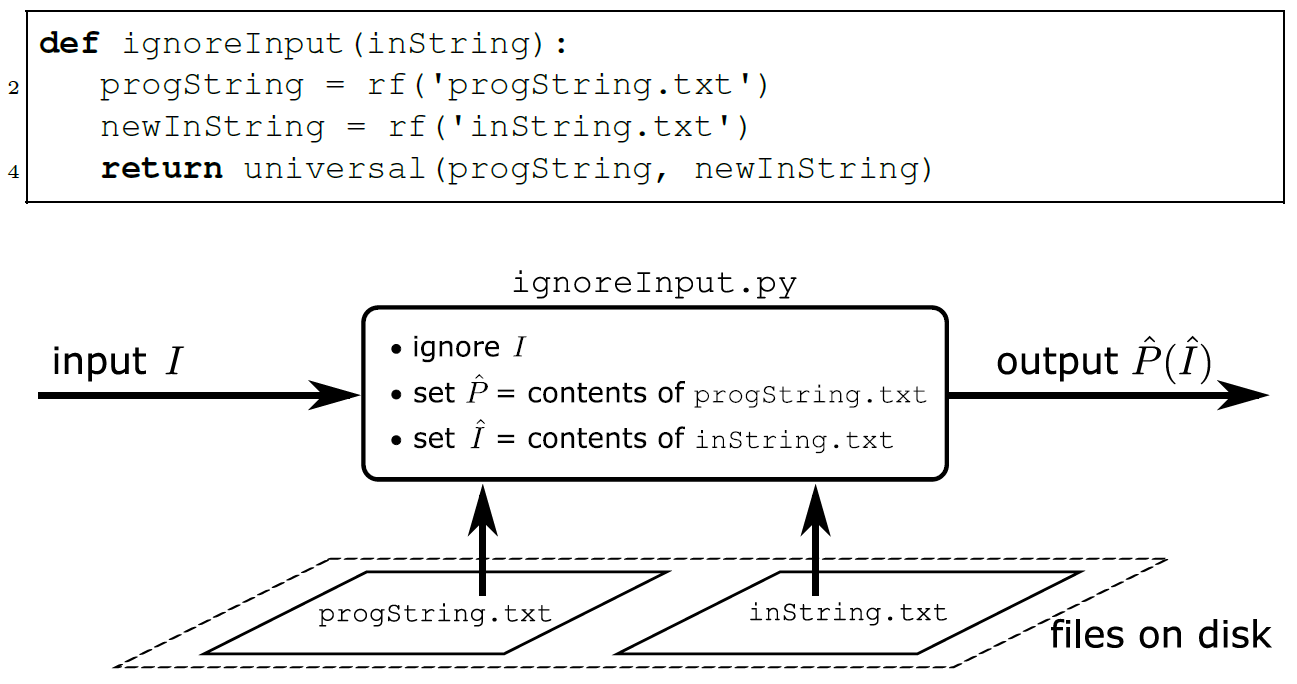 def ignoreInput(inString):
2 progString = rf('progString.txt')
newInString = rf('inString.txt')
4 return universal(progString, newInString)
ignoreInput.py
input I
• ignore I
• set P̂ = contents of progString.txt
• set Î = contents of inString.txt
output P̂(Î)
progString.txt
inString.txt
files on disk